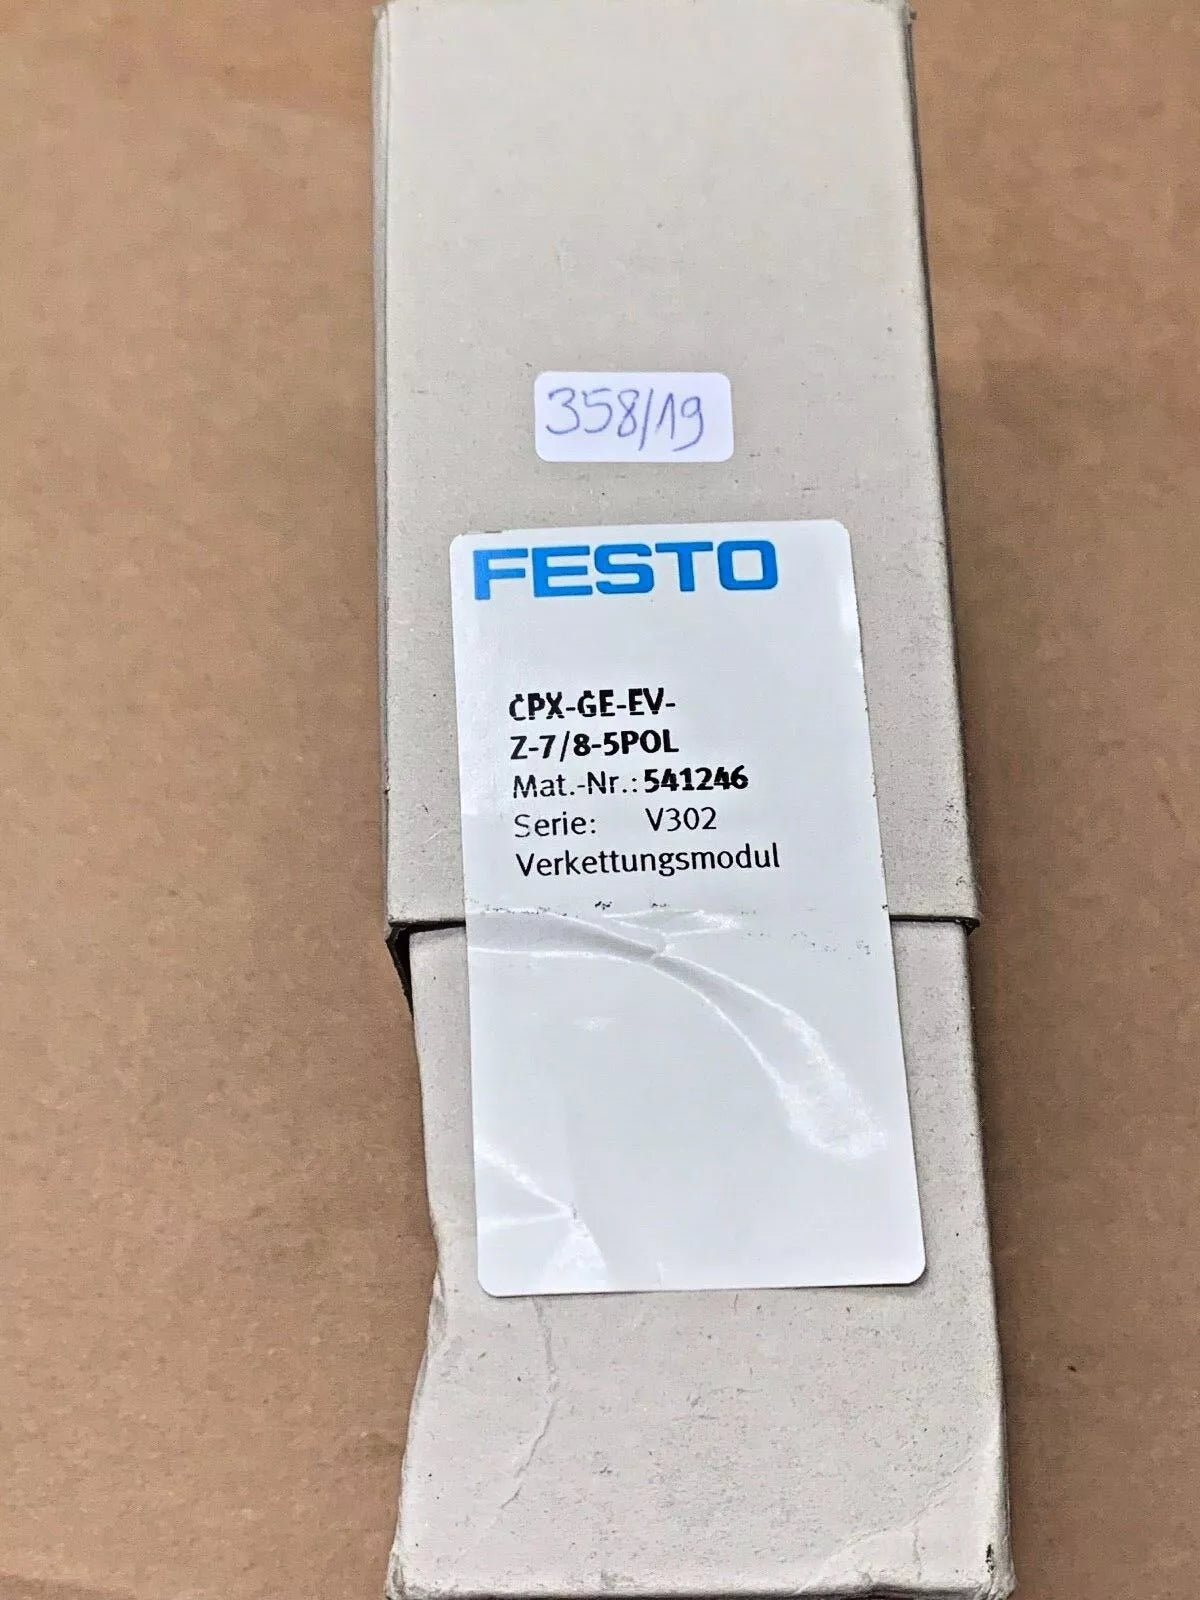 358/19
FESTO
CPX-GE-EV-
Z-7/8-5POL
Mat.-Nr.: 541246
Serie: V302
Verkettungsmodul